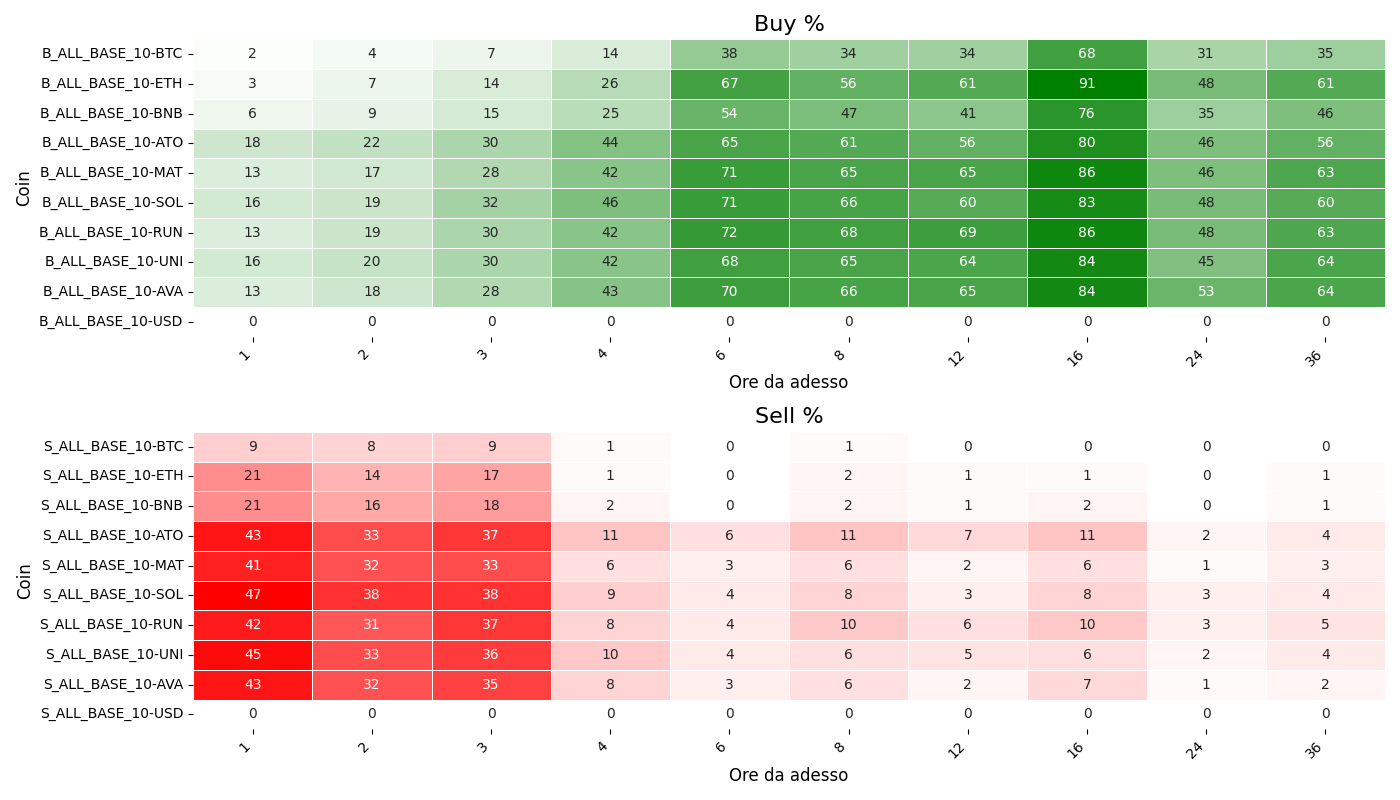 Buy %
Coin
B_ALL_BASE_10-BTC 2 4 7 14 38 34 34 68 31 35
B_ALL_BASE_10-ETH 3 7 14 26 67 56 61 91 48 61
B_ALL_BASE_10-BNB 6 9 15 25 54 47 41 76 35 46
B_ALL_BASE_10-ATO 18 22 30 44 65 61 56 80 46 56
B_ALL_BASE_10-MAT 13 17 28 42 71 65 65 86 46 63
B_ALL_BASE_10-SOL 16 19 32 46 71 66 60 83 48 60
B_ALL_BASE_10-RUN 13 19 30 42 72 68 69 86 48 63
B_ALL_BASE_10-UNI 16 20 30 42 68 65 64 84 45 64
B_ALL_BASE_10-AVA 13 18 28 43 70 66 65 84 53 64
B_ALL_BASE_10-USD 0 0 0 0 0 0 0 0 0 0
1 2 3 4 6 8 12 16 24 36
Ore da adesso
Sell %
Coin
S_ALL_BASE_10-BTC 9 8 9 1 0 1 0 0 0 0
S_ALL_BASE_10-ETH 21 14 17 1 0 2 1 1 0 1
S_ALL_BASE_10-BNB 21 16 18 2 0 2 1 2 0 1
S_ALL_BASE_10-ATO 43 33 37 11 6 11 7 11 2 4
S_ALL_BASE_10-MAT 41 32 33 6 3 6 2 6 1 3
S_ALL_BASE_10-SOL 47 38 38 9 4 8 3 8 3 4
S_ALL_BASE_10-RUN 42 31 37 8 4 10 6 10 3 5
S_ALL_BASE_10-UNI 45 33 36 10 4 6 5 6 2 4
S_ALL_BASE_10-AVA 43 32 35 8 3 6 2 7 1 2
S_ALL_BASE_10-USD 0 0 0 0 0 0 0 0 0 0
1 2 3 4 6 8 12 16 24 36
Ore da adesso